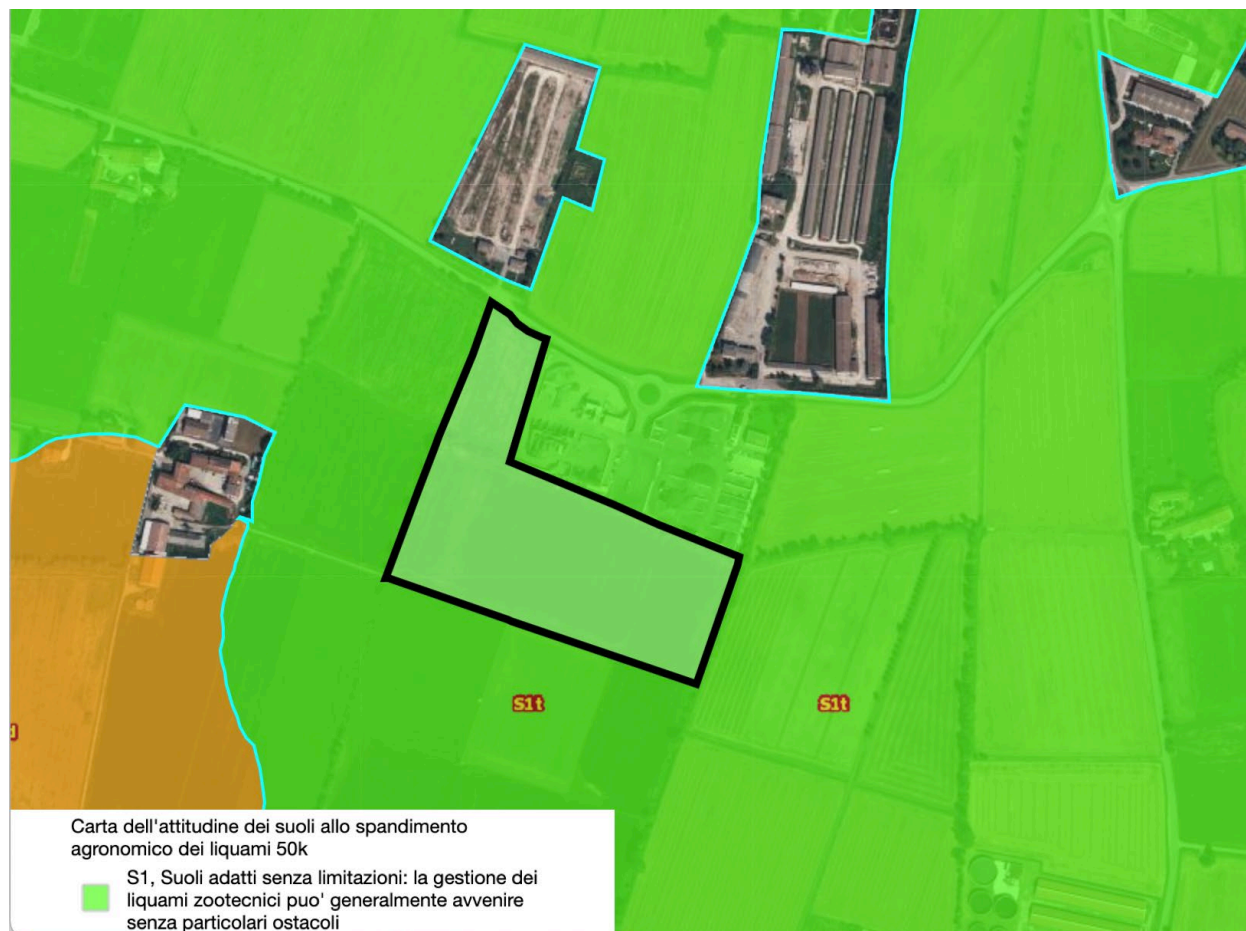 S1t
S1t
Carta dell'attitudine dei suoli allo spandimento
agronomico dei liquami 50k
S1, Suoli adatti senza limitazioni: la gestione dei
liquami zootecnici puo' generalmente avvenire
senza particolari ostacoli